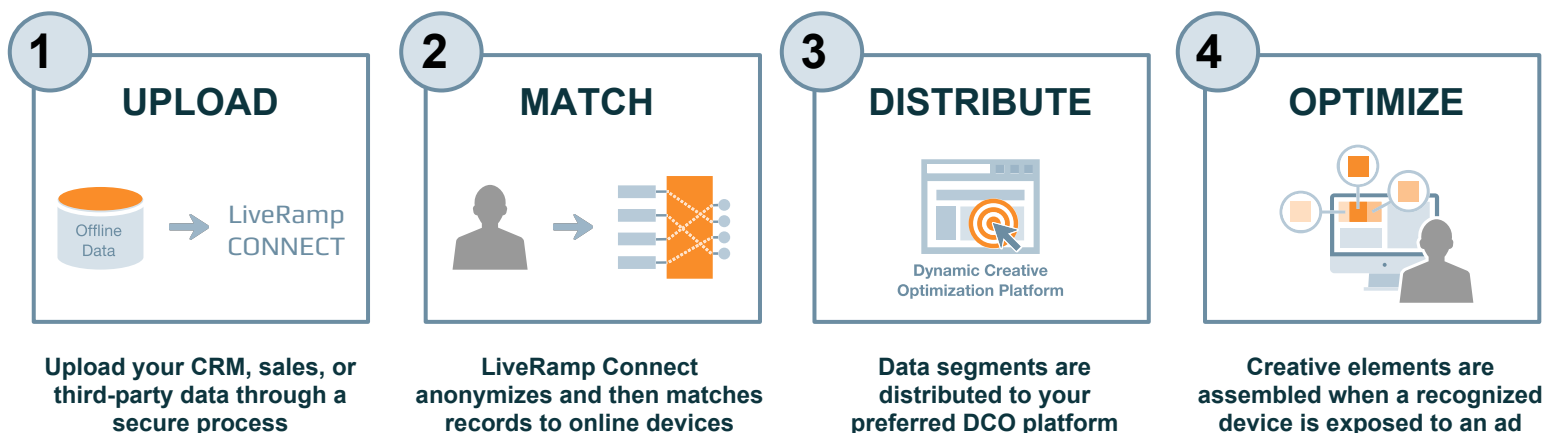 1
UPLOAD
Offline
Data
LiveRamp
CONNECT
Upload your CRM, sales, or
third-party data through a
secure process
2
MATCH
LiveRamp Connect
anonymizes and then matches
records to online devices
3
DISTRIBUTE
Dynamic Creative
Optimization Platform
Data segments are
distributed to your
preferred DCO platform
4
OPTIMIZE
Creative elements are
assembled when a recognized
device is exposed to an ad